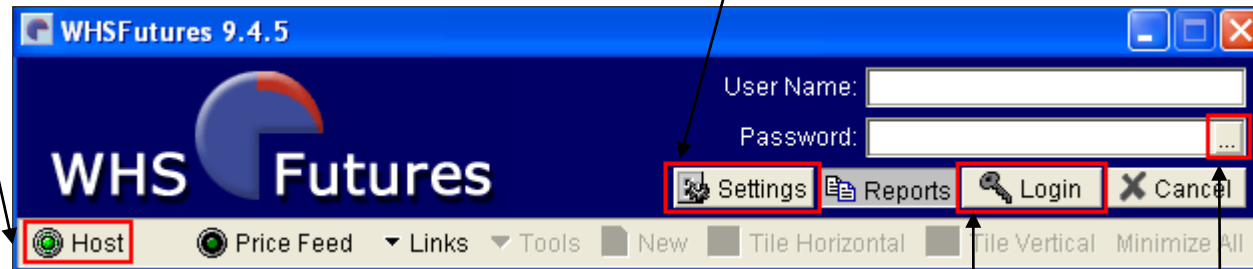 WHSFutures 9.4.5
User Name:
Password:
...
WHS Futures
Settings Reports Login Cancel
Host Price Feed Links Tools New Tile Horizontal Tile Vertical Minimize All